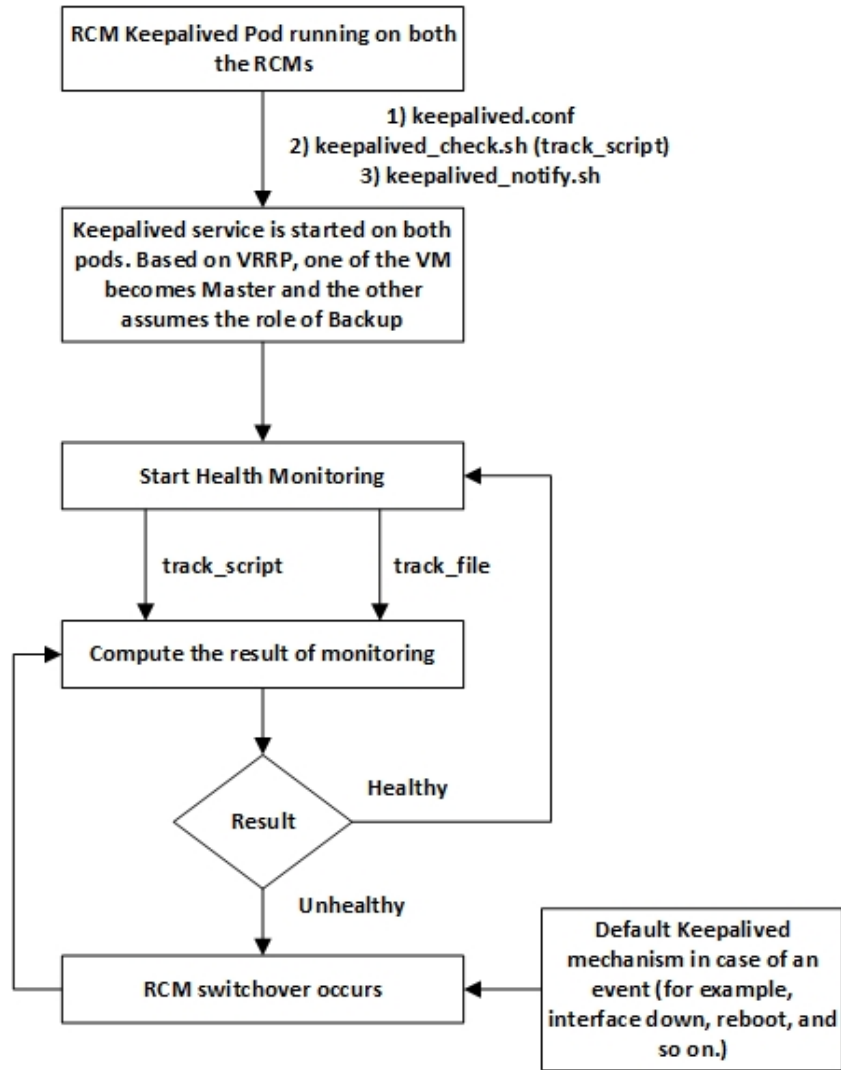 RCM Keepalived Pod running on both
the RCMs
1) keepalived.conf
2) keepalived_check.sh (track_script)
3) keepalived_notify.sh
Keepalived service is started on both
pods. Based on VRRP, one of the VM
becomes Master and the other
assumes the role of Backup
Start Health Monitoring
track_script
track_file
Compute the result of monitoring
Healthy
Result
Unhealthy
Default Keepalived
mechanism in case of an
event (for example,
interface down, reboot, and
so on.)
RCM switchover occurs